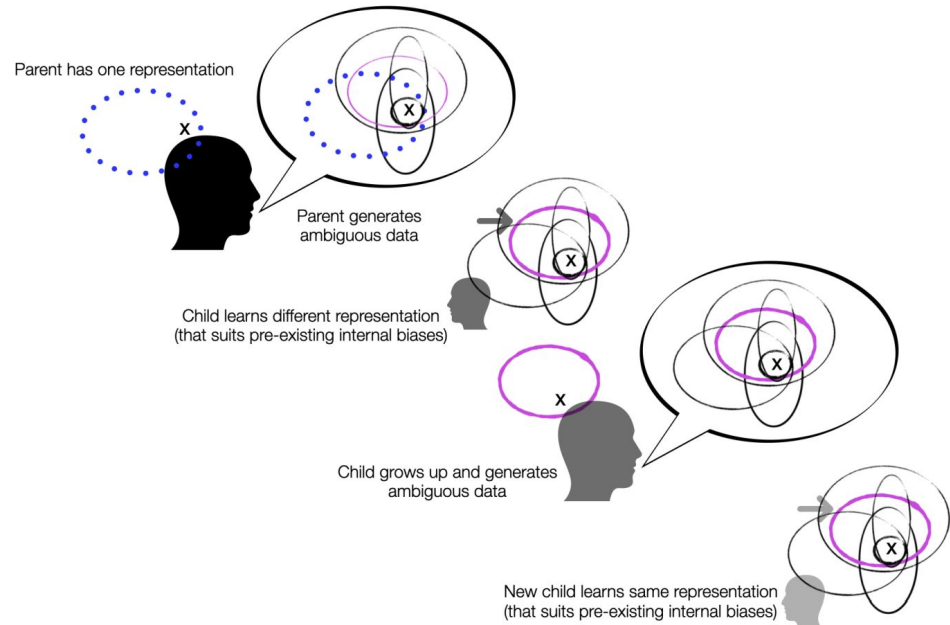 Parent has one representation
X
X
Parent generates
ambiguous data
X
Child learns different representation
(that suits pre-existing internal biases)
X
X
Child grows up and generates
ambiguous data
X
New child learns same representation
(that suits pre-existing internal biases)